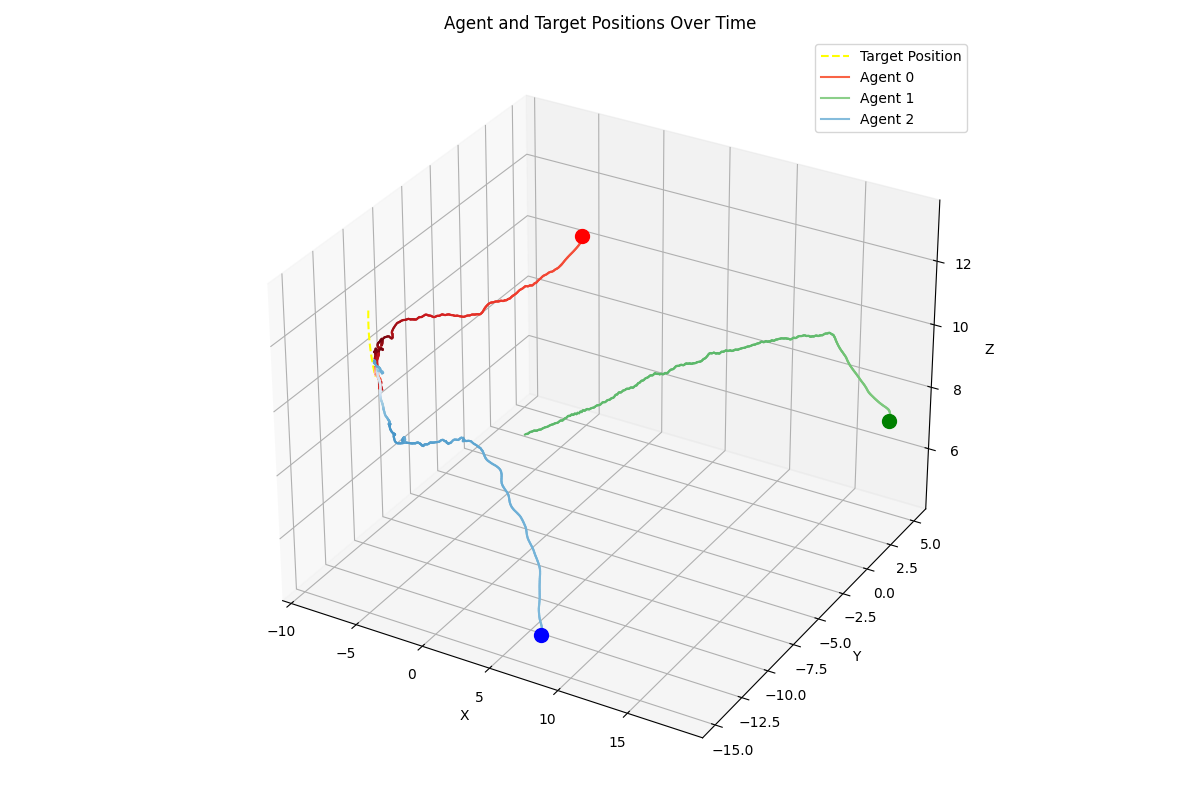 Agent and Target Positions Over Time
Target Position
Agent 0
Agent 1
Agent 2
12
10
8
6
Z
5.0
2.5
0.0
−2.5
−5.0
−7.5
−10.0
−12.5
−15.0
Y
−10
−5
0
5
10
15
X